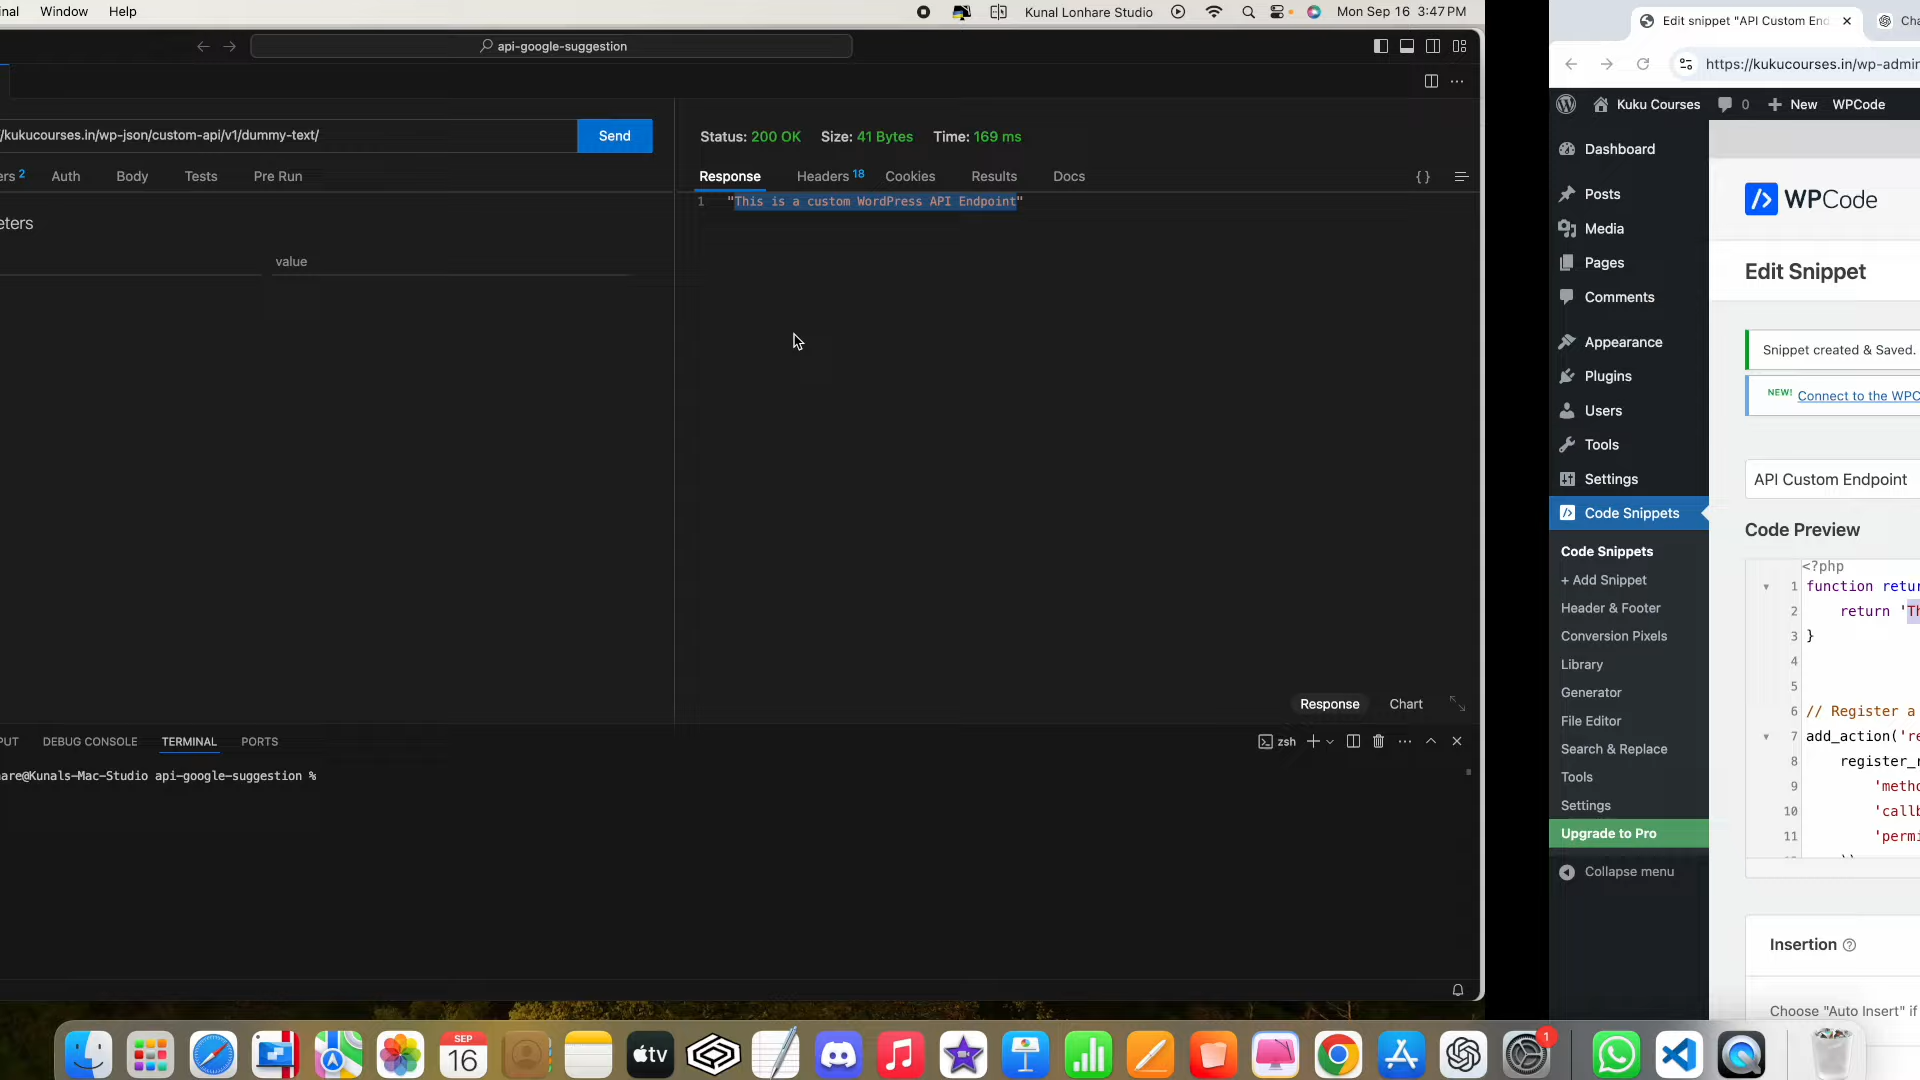 nal Window Help
Kunal Lonhare Studio Mon Sep 16 3:47 PM
api-google-suggestion
/kukucourses.in/wp-json/custom-api/v1/dummy-text/
Send
ers 2 Auth Body Tests Pre Run
eters
value
Status: 200 OK Size: 41 Bytes Time: 169 ms
Response Headers 18 Cookies Results Docs
{}
1 "This is a custom WordPress API Endpoint"
Response Chart
PUT DEBUG CONSOLE TERMINAL PORTS
zsh
are@Kunals-Mac-Studio api-google-suggestion %
SEP
16
tv
1
Edit snippet "API Custom End
Cha
https://kukucourses.in/wp-admin
Kuku Courses 0 New WPCode
Dashboard
Posts
Media
Pages
Comments
Appearance
Plugins
Users
Tools
Settings
Code Snippets
Code Snippets
+ Add Snippet
Header & Footer
Conversion Pixels
Library
Generator
File Editor
Search & Replace
Tools
Settings
Upgrade to Pro
Collapse menu
WPCode
Edit Snippet
Snippet created & Saved.
NEW! Connect to the WPC
API Custom Endpoint
Code Preview
<?php
1 function retur
2 return 'Th
3 }
4
5
6 // Register a
7 add_action('re
8 register_r
9 'metho
10 'callb
11 'permi
Insertion
Choose "Auto Insert" if